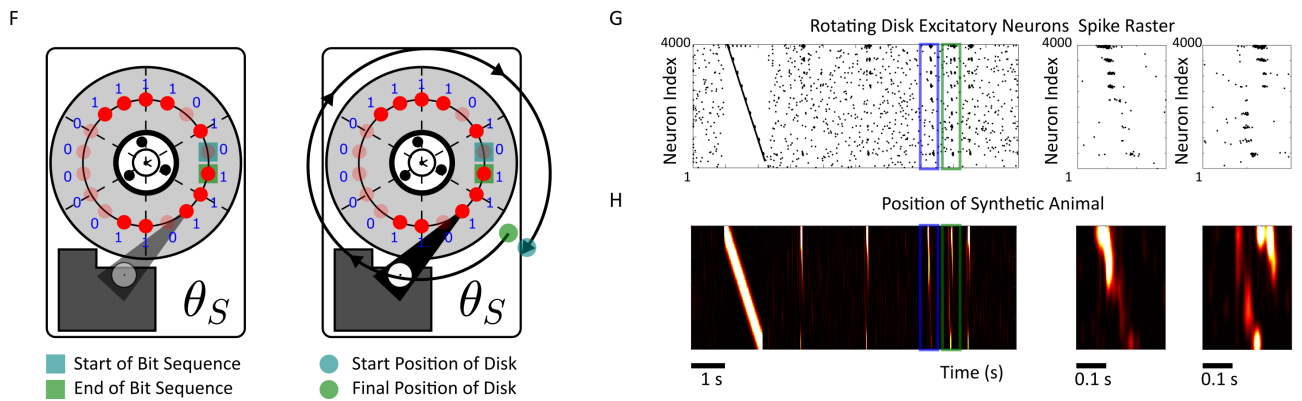 F
1 1 1
1 0
0 1
0 0
0 1
0 1
0 1
1 1 0
θS
Start of Bit Sequence
End of Bit Sequence
1 1 1
1 0
0 1
0 0
0 1
0 1
0 1
1 1 0
θS
Start Position of Disk
Final Position of Disk
G
Rotating Disk Excitatory Neurons Spike Raster
4000
Neuron Index
1
4000
Neuron Index
1
4000
Neuron Index
1
H
Position of Synthetic Animal
1 s
Time (s)
0.1 s
0.1 s